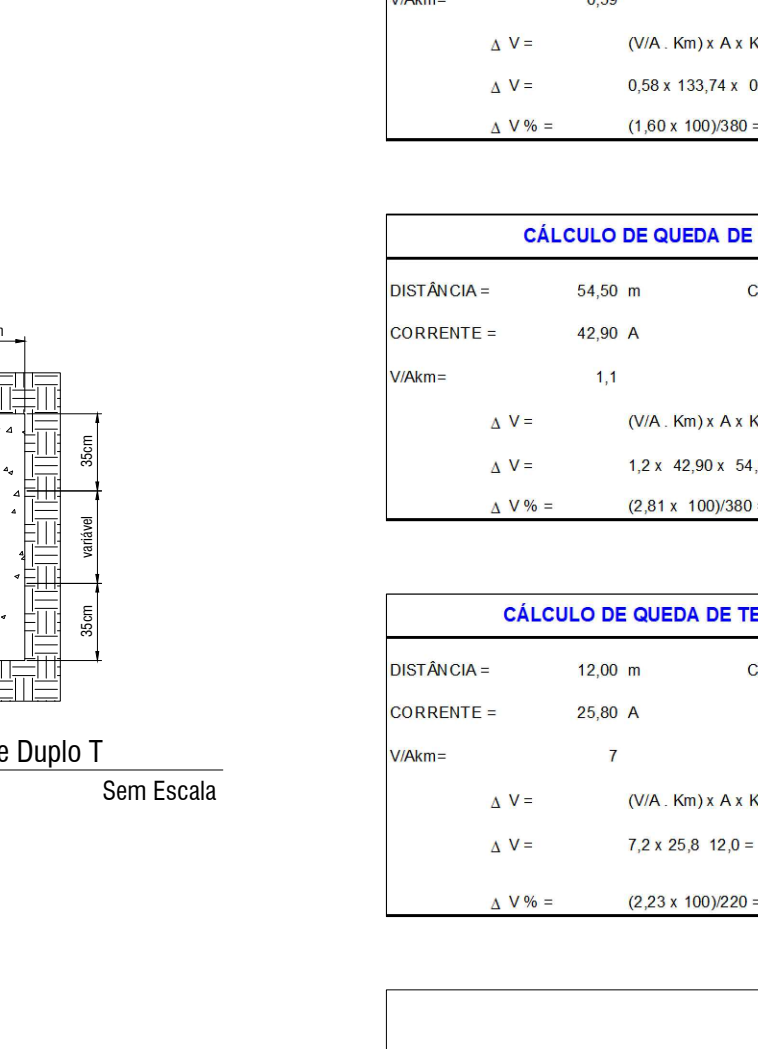 V/Akm= 0,59
Δ V = (V/A . Km) x A x K
Δ V = 0,58 x 133,74 x 0
Δ V % = (1,60 x 100)/380 =
CÁLCULO DE QUEDA DE
DISTÂNCIA = 54,50 m C
CORRENTE = 42,90 A
V/Akm= 1,1
Δ V = (V/A . Km) x A x K
Δ V = 1,2 x 42,90 x 54,
Δ V % = (2,81 x 100)/380 =
35cm
variável
35cm
e Duplo T
Sem Escala
CÁLCULO DE QUEDA DE TE
DISTÂNCIA = 12,00 m C
CORRENTE = 25,80 A
V/Akm= 7
Δ V = (V/A . Km) x A x K
Δ V = 7,2 x 25,8 12,0 =
Δ V % = (2,23 x 100)/220 =